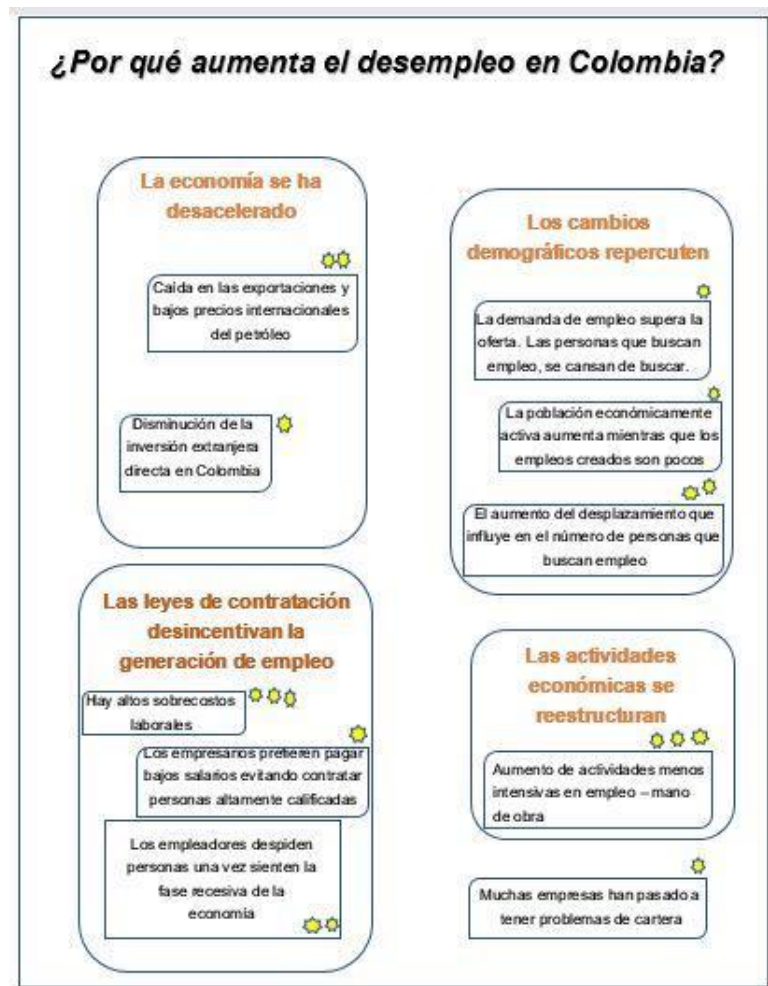 ¿Por qué aumenta el desempleo en Colombia?
La economía se ha
desacelerado
Caída en las exportaciones y
bajos precios internacionales
del petróleo
Disminución de la
inversión extranjera
directa en Colombia
Los cambios
demográficos repercuten
La demanda de empleo supera la
oferta. Las personas que buscan
empleo, se cansan de buscar.
La población económicamente
activa aumenta mientras que los
empleos creados son pocos
El aumento del desplazamiento que
influye en el número de personas que
buscan empleo
Las leyes de contratación
desincentivan la
generación de empleo
Hay altos sobrecostos
laborales
Los empresarios prefieren pagar
bajos salarios evitando contratar
personas altamente calificadas
Los empleadores despiden
personas una vez sienten la
fase recesiva de la
economía
Las actividades
económicas se
reestructuran
Aumento de actividades menos
intensivas en empleo – mano
de obra
Muchas empresas han pasado a
tener problemas de cartera